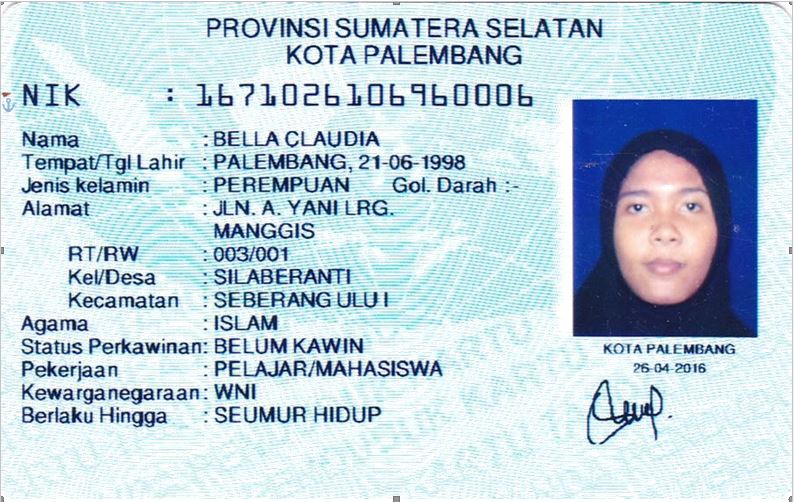 PROVINSI SUMATERA SELATAN
KOTA PALEMBANG
NIK : 1671026106960006
Nama : BELLA CLAUDIA
Tempat/Tgl Lahir : PALEMBANG, 21-06-1998
Jenis kelamin : PEREMPUAN Gol. Darah :-
Alamat : JLN. A. YANI LRG.
MANGGIS
RT/RW : 003/001
Kel/Desa : SILABERANTI
Kecamatan : SEBERANG ULU I
Agama : ISLAM
Status Perkawinan: BELUM KAWIN
Pekerjaan : PELAJAR/MAHASISWA
Kewarganegaraan: WNI
Berlaku Hingga : SEUMUR HIDUP
KOTA PALEMBANG
26-04-2016